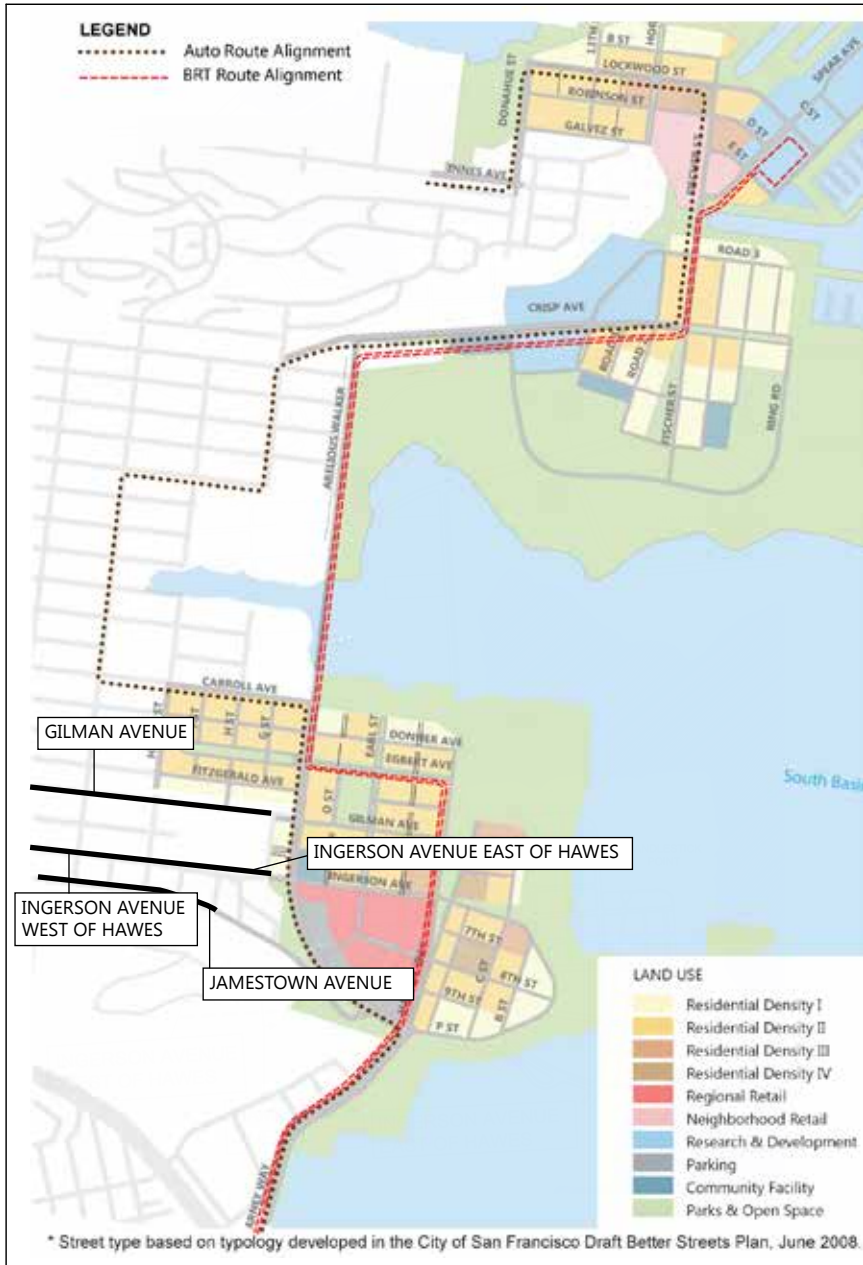 LEGEND
Auto Route Alignment
BRT Route Alignment
B ST
LOCKWOOD ST
SPEAR AVE
DONAHUE ST
ROBINSON ST
C ST
D ST
GALVEZ ST
E ST
INNES AVE
ROAD 3
CRISP AVE
FISCHER ST
RING RD
ARELIOUS WALKER
CARROLL AVE
GILMAN AVENUE
H ST
G ST
EARL ST
DONNER AVE
EGBERT AVE
FITZGERALD AVE
South Basin
D ST
GILMAN AVE
INGERSON AVENUE EAST OF HAWES
INGERSON AVE
INGERSON AVENUE
WEST OF HAWES
7TH ST
C ST
8TH ST
JAMESTOWN AVENUE
9TH ST
B ST
P ST
LAND USE
Residential Density I
Residential Density II
Residential Density III
Residential Density IV
Regional Retail
Neighborhood Retail
Research & Development
Parking
Community Facility
Parks & Open Space
* Street type based on typology developed in the City of San Francisco Draft Better Streets Plan, June 2008.